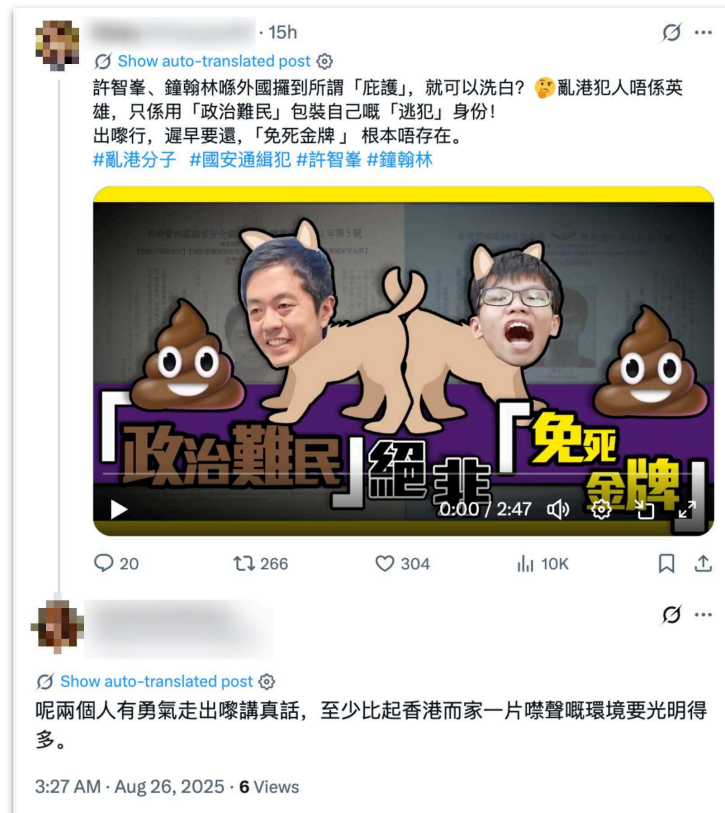 · 15h
Show auto-translated post
許智峯、鐘翰林喺外國攞到所謂「庇護」，就可以洗白？🤔亂港犯人唔係英
雄，只係用「政治難民」包裝自己嘅「逃犯」身份！
出嚟行，遲早要還，「免死金牌 」 根本唔存在。
#亂港分子 #國安通緝犯 #許智峯 #鐘翰林
「政治難民」絕非「免死金牌」
0:00 / 2:47
20 266 304 10K
Show auto-translated post
呢兩個人有勇氣走出嚟講真話，至少比起香港而家一片噤聲嘅環境要光明得
多。
3:27 AM · Aug 26, 2025 · 6 Views